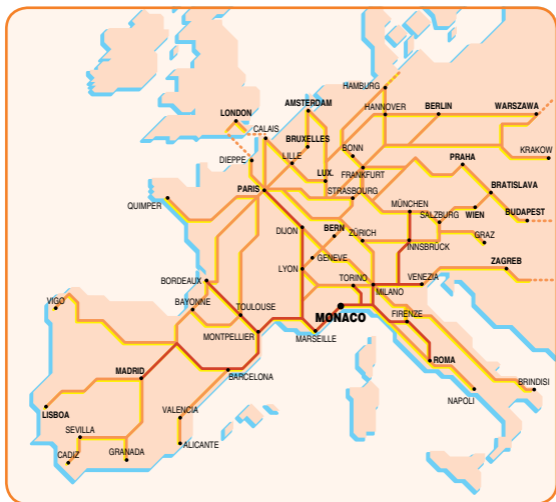 HAMBURG
AMSTERDAM
HANNOVER
BERLIN
WARSZAWA
LONDON
CALAIS
BRUXELLES
DIEPPE
LILLE
BONN
KRAKOW
LUX.
FRANKFURT
PRAHA
PARIS
STRASBOURG
BRATISLAVA
QUIMPER
MÜNCHEN
WIEN
SALZBURG
BUDAPEST
DIJON
BERN
ZÜRICH
GRAZ
INNSBRÜCK
GENEVE
LYON
ZAGREB
BORDEAUX
TORINO
MILANO
VENEZIA
VIGO
BAYONNE
TOULOUSE
MONACO
FIRENZE
MONTPELLIER
MARSEILLE
ROMA
MADRID
BARCELONA
BRINDISI
NAPOLI
LISBOA
VALENCIA
SEVILLA
ALICANTE
CADIZ
GRANADA